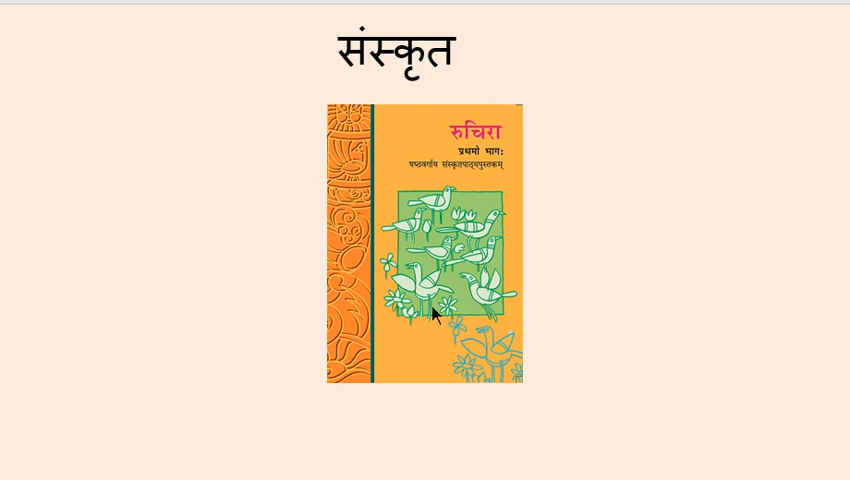 संस्कृत
रुचिरा
प्रथमो भागः
षष्ठवर्गाय संस्कृतपाठ्यपुस्तकम्